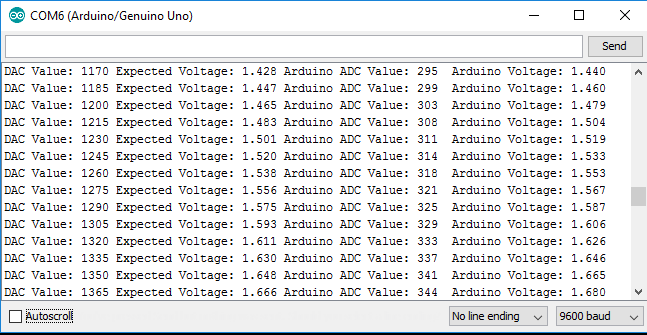 COM6 (Arduino/Genuino Uno)
Send
DAC Value: 1170 Expected Voltage: 1.428 Arduino ADC Value: 295  Arduino Voltage: 1.440
DAC Value: 1185 Expected Voltage: 1.447 Arduino ADC Value: 299  Arduino Voltage: 1.460
DAC Value: 1200 Expected Voltage: 1.465 Arduino ADC Value: 303  Arduino Voltage: 1.479
DAC Value: 1215 Expected Voltage: 1.483 Arduino ADC Value: 308  Arduino Voltage: 1.504
DAC Value: 1230 Expected Voltage: 1.501 Arduino ADC Value: 311  Arduino Voltage: 1.519
DAC Value: 1245 Expected Voltage: 1.520 Arduino ADC Value: 314  Arduino Voltage: 1.533
DAC Value: 1260 Expected Voltage: 1.538 Arduino ADC Value: 318  Arduino Voltage: 1.553
DAC Value: 1275 Expected Voltage: 1.556 Arduino ADC Value: 321  Arduino Voltage: 1.567
DAC Value: 1290 Expected Voltage: 1.575 Arduino ADC Value: 325  Arduino Voltage: 1.587
DAC Value: 1305 Expected Voltage: 1.593 Arduino ADC Value: 329  Arduino Voltage: 1.606
DAC Value: 1320 Expected Voltage: 1.611 Arduino ADC Value: 333  Arduino Voltage: 1.626
DAC Value: 1335 Expected Voltage: 1.630 Arduino ADC Value: 337  Arduino Voltage: 1.646
DAC Value: 1350 Expected Voltage: 1.648 Arduino ADC Value: 341  Arduino Voltage: 1.665
DAC Value: 1365 Expected Voltage: 1.666 Arduino ADC Value: 344  Arduino Voltage: 1.680
Autoscroll No line ending 9600 baud